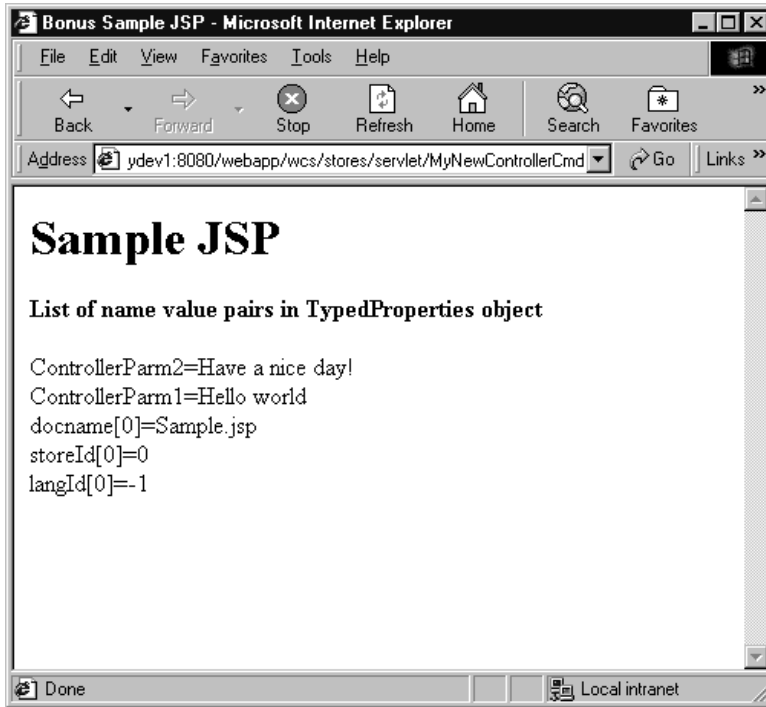 Bonus Sample JSP - Microsoft Internet Explorer
File Edit View Favorites Tools Help
Back Forward Stop Refresh Home Search Favorites »
Address ydev1:8080/webapp/wcs/stores/servlet/MyNewControllerCmd Go Links »
Sample JSP
List of name value pairs in TypedProperties object
ControllerParm2=Have a nice day!
ControllerParm1=Hello world
docname[0]=Sample.jsp
storeId[0]=0
langId[0]=-1
Done Local intranet